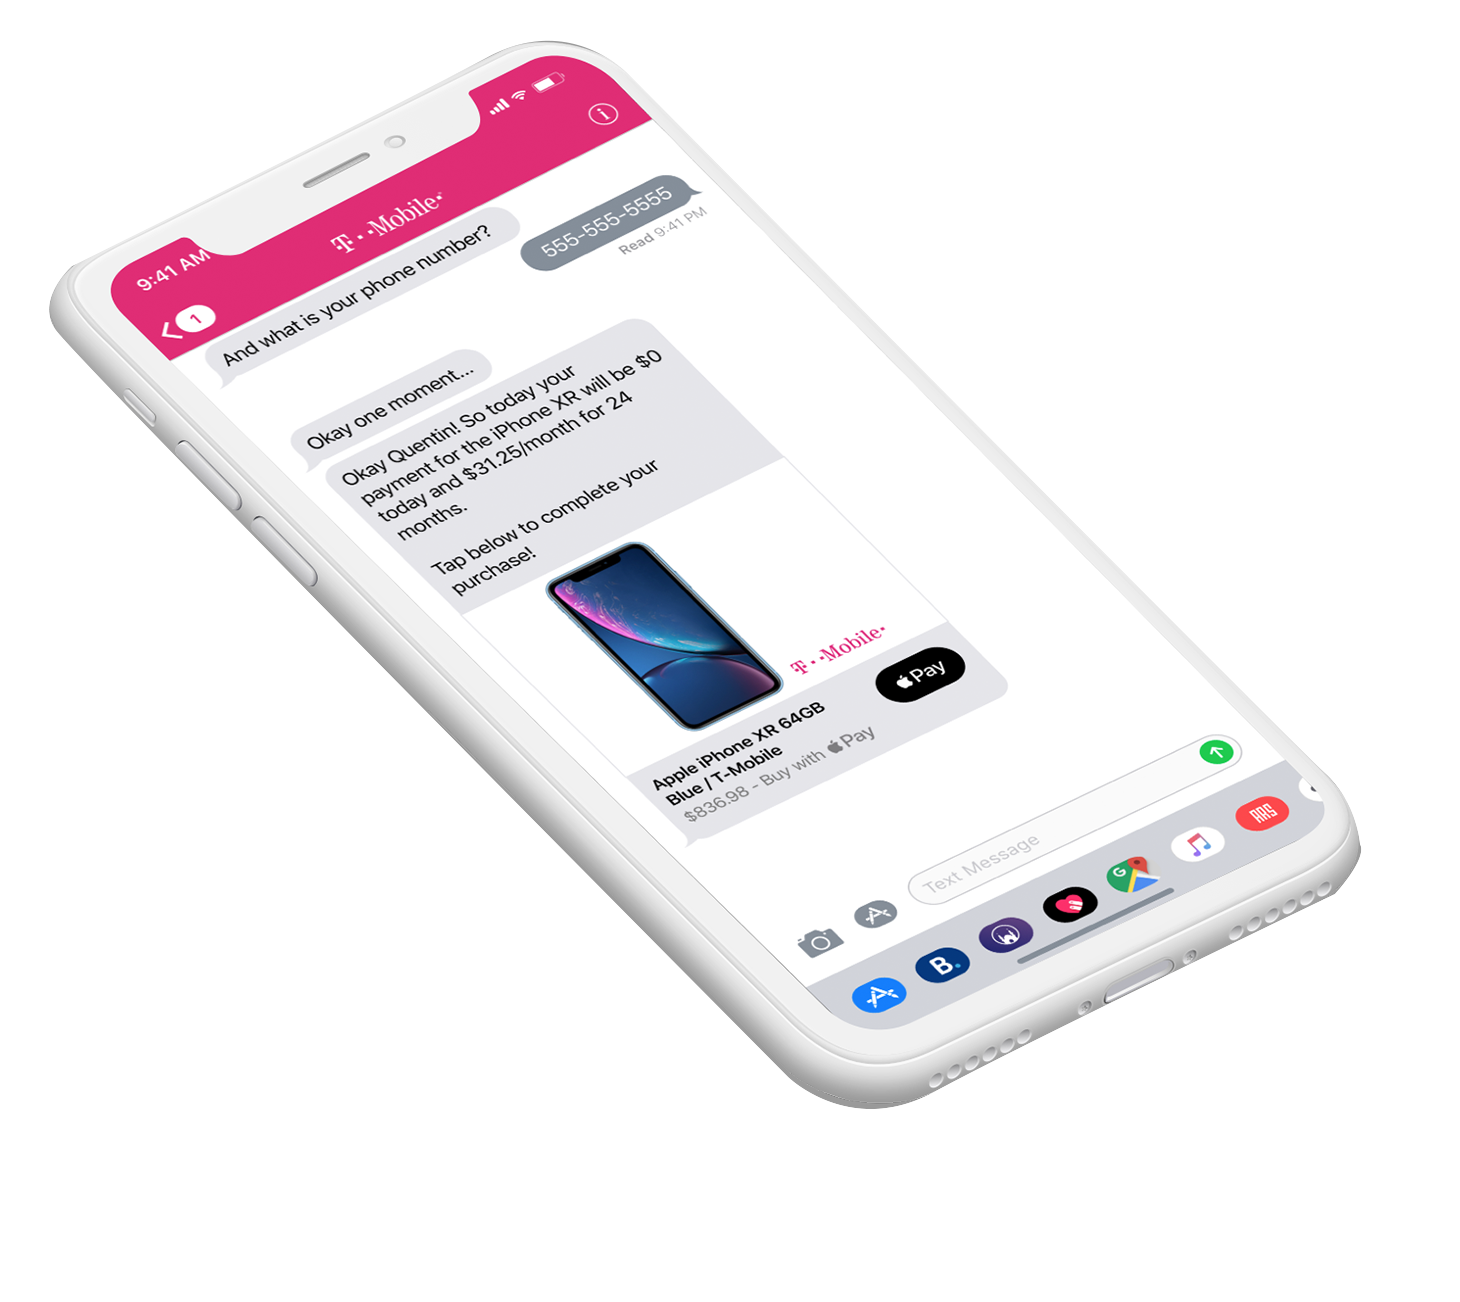 9:41 AM
1
T··Mobile·
And what is your phone number?
555-555-5555
Read 9:41 PM
Okay one moment...
Okay Quentin! So today your
payment for the iPhone XR will be $0
today and $31.25/month for 24
months.
Tap below to complete your
purchase!
T··Mobile·
Apple iPhone XR 64GB
Blue / T-Mobile
$836.98 - Buy with Pay
Pay
Text Message
B.
G